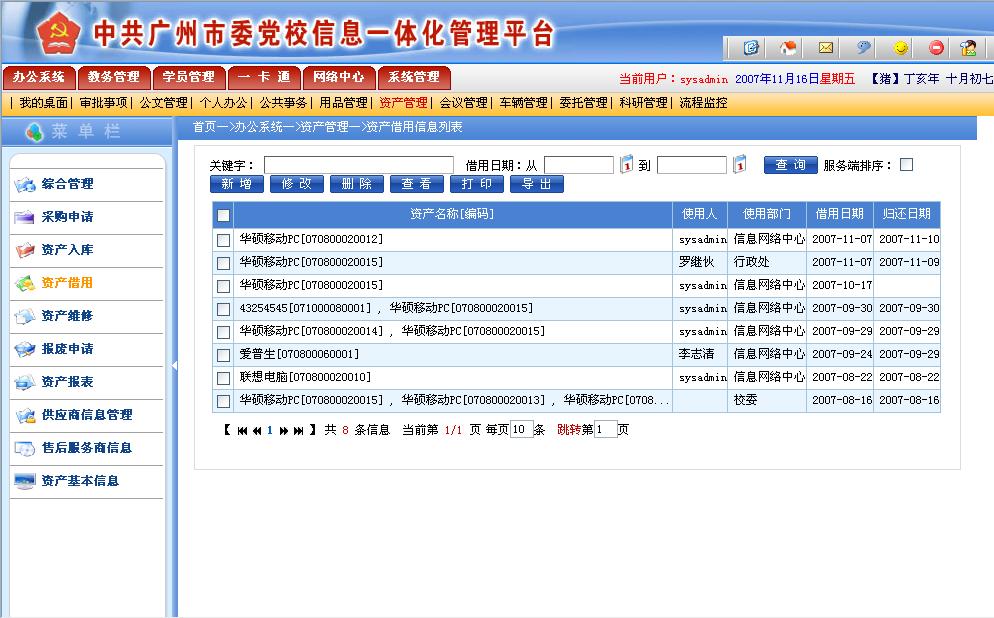 中共广州市委党校信息一体化管理平台
办公系统 教务管理 学员管理 一卡通 网络中心 系统管理
当前用户：sysadmin 2007年11月16日星期五 【猪】丁亥年 十月初七
| 我的桌面| 审批事项| 公文管理| 个人办公| 公共事务| 用品管理| 资产管理| 会议管理| 车辆管理| 委托管理| 科研管理| 流程监控
菜单栏
首页—>办公系统—>资产管理—>资产借用信息列表
综合管理
采购申请
资产入库
资产借用
资产维修
报废申请
资产报表
供应商信息管理
售后服务商信息
资产基本信息
关键字： 借用日期：从 1 到 1 查询 服务端排序：
新增 修改 删除 查看 打印 导出
资产名称[编码] 使用人 使用部门 借用日期 归还日期
华硕移动PC[070800020012] sysadmin 信息网络中心 2007-11-07 2007-11-10
华硕移动PC[070800020015] 罗继伙 行政处 2007-11-07 2007-11-09
华硕移动PC[070800020015] sysadmin 信息网络中心 2007-10-17
43254545[071000080001] , 华硕移动PC[070800020015] sysadmin 信息网络中心 2007-09-30 2007-09-30
华硕移动PC[070800020014] , 华硕移动PC[070800020015] sysadmin 信息网络中心 2007-09-29 2007-09-29
爱普生[070800060001] 李志清 信息网络中心 2007-09-24 2007-09-29
联想电脑[070800020010] sysadmin 信息网络中心 2007-08-22 2007-08-22
华硕移动PC[070800020015] , 华硕移动PC[070800020013] , 华硕移动PC[0708... 校委 2007-08-16 2007-08-16
【 1 】 共 8 条信息 当前第 1/1 页 每页10条 跳转第1页